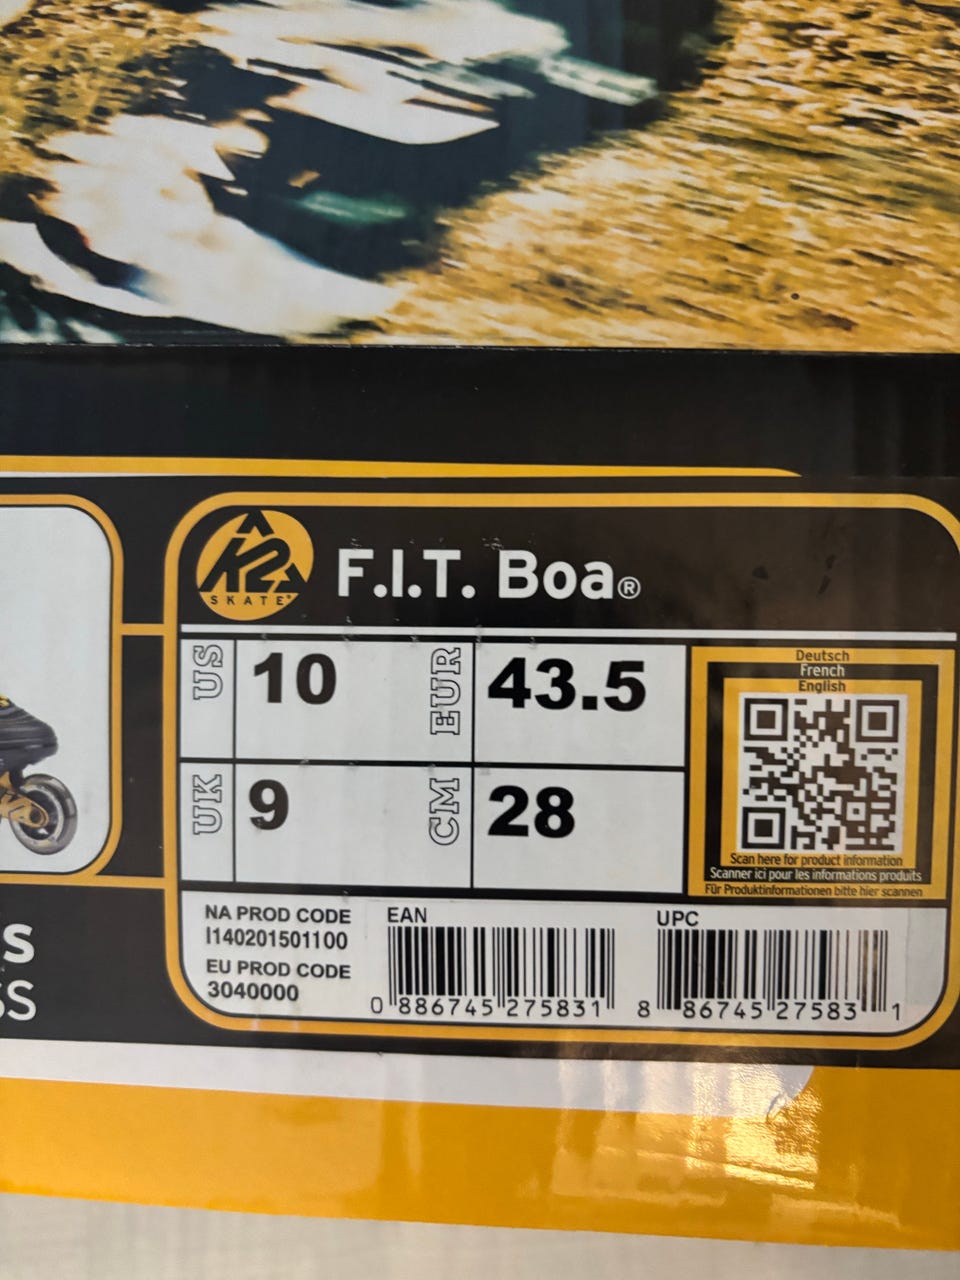 K2
SKATE
F.I.T. Boa®
US 10 EUR 43.5
UK 9 CM 28
Deutsch
French
English
Scan here for product information
Scanner ici pour les informations produits
Für Produktinformationen bitte hier scannen
NA PROD CODE
I140201501100
EU PROD CODE
3040000
EAN
0 886745 275831
UPC
8 86745 27583 1